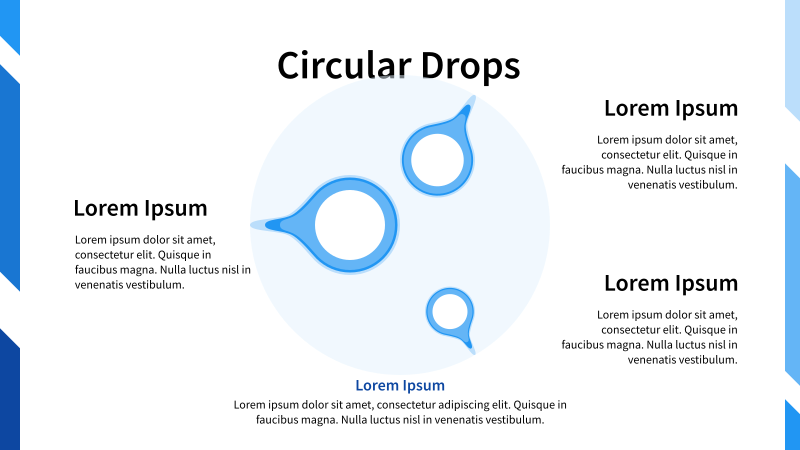 Circular Drops
Lorem Ipsum
Lorem ipsum dolor sit amet,
consectetur elit. Quisque in
faucibus magna. Nulla luctus nisl in
venenatis vestibulum.
Lorem Ipsum
Lorem ipsum dolor sit amet,
consectetur elit. Quisque in
faucibus magna. Nulla luctus nisl in
venenatis vestibulum.
Lorem Ipsum
Lorem ipsum dolor sit amet,
consectetur elit. Quisque in
faucibus magna. Nulla luctus nisl in
venenatis vestibulum.
Lorem Ipsum
Lorem ipsum dolor sit amet, consectetur adipiscing elit. Quisque in
faucibus magna. Nulla luctus nisl in venenatis vestibulum.